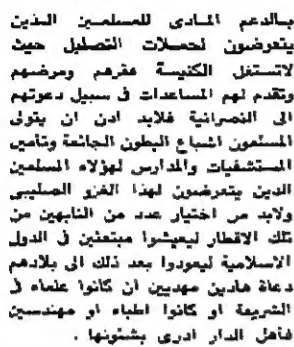 بالدعم المادى للمسلمين الذين
يتعرضون لحملات التضليل حيث
لاتستغل الكنيسة فقرهم ومرضهم
وتقدم لهم المساعدات فى سبيل دعوتهم
الى النصرانية فلابد اذن ان يتولى
المسلمون اشباع البطون الجائعة وتأمين
المستشفيات والمدارس لهؤلاء المسلمين
الذين يتعرضون لهذا الغزو الصليبى
ولابد من اختيار عدد من النابهين من
تلك الاقطار ليعيشوا مبتعثين فى الدول
الاسلامية ليعودوا بعد ذلك الى بلادهم
دعاة هادين مهديين ان كانوا علماء فى
الشريعة او كانوا اطباء او مهندسين
فأهل الدار ادرى بشئونها .